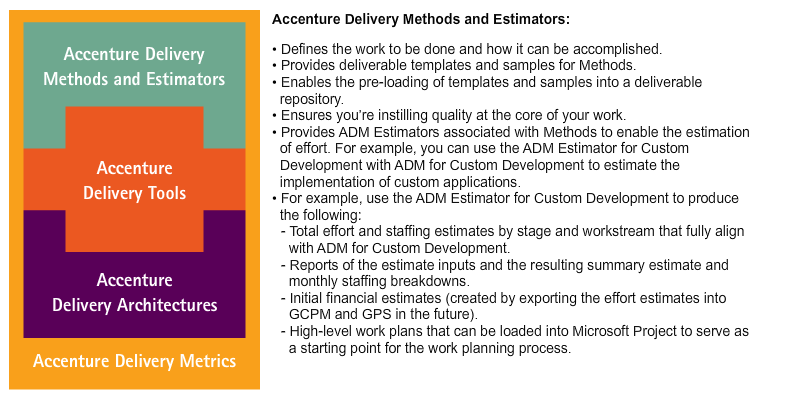 Accenture Delivery
Methods and Estimators
Accenture
Delivery Tools
Accenture
Delivery Architectures
Accenture Delivery Metrics
Accenture Delivery Methods and Estimators:
• Defines the work to be done and how it can be accomplished.
• Provides deliverable templates and samples for Methods.
• Enables the pre-loading of templates and samples into a deliverable
repository.
• Ensures you’re instilling quality at the core of your work.
• Provides ADM Estimators associated with Methods to enable the estimation
of effort. For example, you can use the ADM Estimator for Custom
Development with ADM for Custom Development to estimate the
implementation of custom applications.
• For example, use the ADM Estimator for Custom Development to produce
the following:
- Total effort and staffing estimates by stage and workstream that fully align
with ADM for Custom Development.
- Reports of the estimate inputs and the resulting summary estimate and
monthly staffing breakdowns.
- Initial financial estimates (created by exporting the effort estimates into
GCPM and GPS in the future).
- High-level work plans that can be loaded into Microsoft Project to serve as
a starting point for the work planning process.